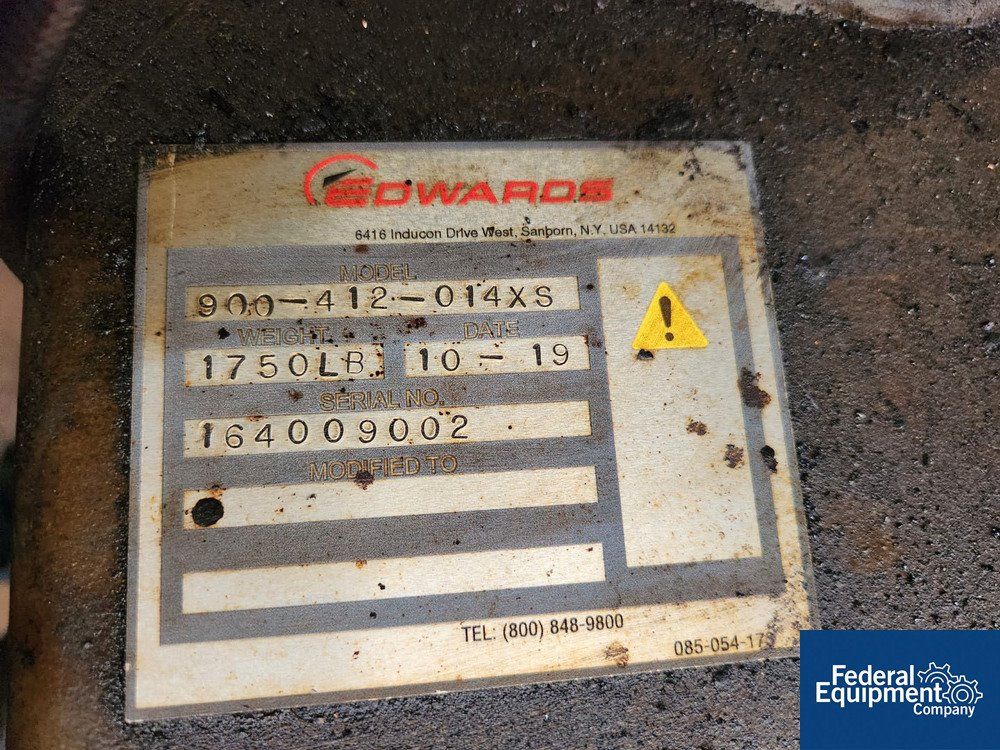 EDWARDS
6416 Inducon Drive West, Sanborn, N.Y. USA 14132
MODEL
900-412-014XS
WEIGHT DATE
1750LB 10-19
SERIAL NO.
164009002
MODIFIED TO
!
TEL: (800) 848-9800
085-054-17
Federal
Equipment
Company